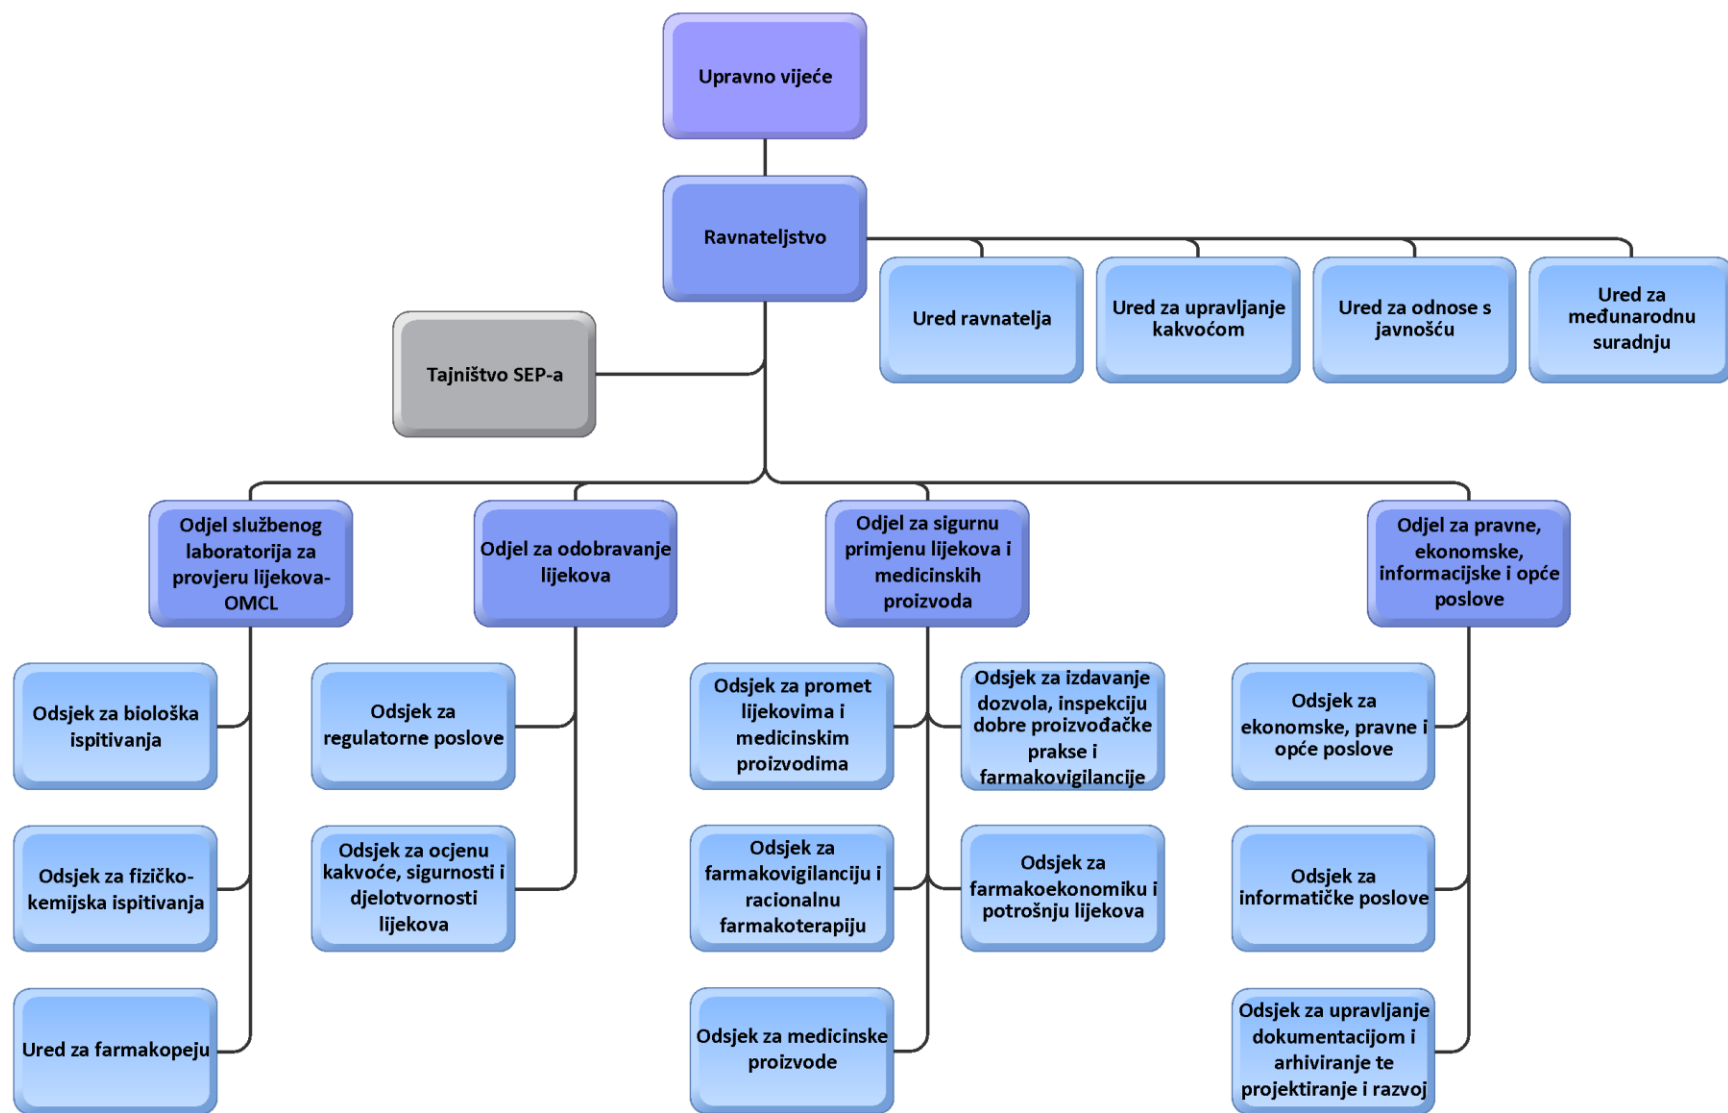 Upravno vijeće
Ravnateljstvo
Ured ravnatelja
Ured za upravljanje
kakvoćom
Ured za odnose s
javnošću
Ured za
međunarodnu
suradnju
Tajništvo SEP-a
Odjel službenog
laboratorija za
provjeru lijekova-
OMCL
Odjel za odobravanje
lijekova
Odjel za sigurnu
primjenu lijekova i
medicinskih
proizvoda
Odjel za pravne,
ekonomske,
informacijske i opće
poslove
Odsjek za biološka
ispitivanja
Odsjek za
regulatorne poslove
Odsjek za promet
lijekovima i
medicinskim
proizvodima
Odsjek za izdavanje
dozvola, inspekciju
dobre proizvođačke
prakse i
farmakovigilancije
Odsjek za
ekonomske, pravne i
opće poslove
Odsjek za fizičko-
kemijska ispitivanja
Odsjek za ocjenu
kakvoće, sigurnosti i
djelotvornosti
lijekova
Odsjek za
farmakovigilanciju i
racionalnu
farmakoterapiju
Odsjek za
farmakoekonomiku i
potrošnju lijekova
Odsjek za
informatičke poslove
Ured za farmakopeju
Odsjek za medicinske
proizvode
Odsjek za upravljanje
dokumentacijom i
arhiviranje te
projektiranje i razvoj